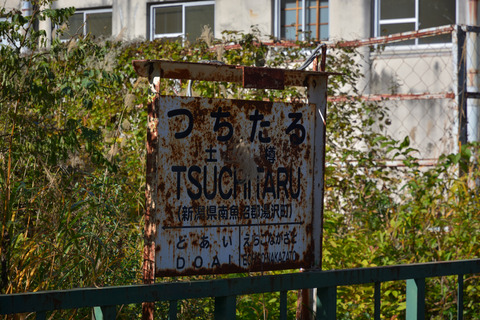 つちたる
土樽
TSUCHITARU
(新潟県南魚沼郡湯沢町)
どあい えちごなかざと
DOAI ECHIGONAKAZATO